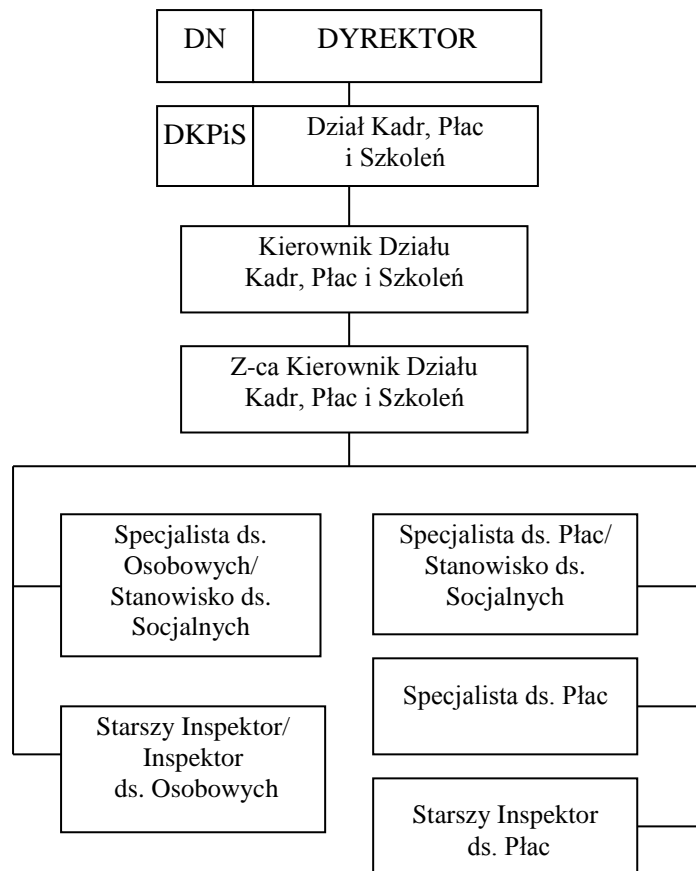 DN DYREKTOR
DKPiS Dział Kadr, Płac
i Szkoleń
Kierownik Działu
Kadr, Płac i Szkoleń
Z-ca Kierownik Działu
Kadr, Płac i Szkoleń
Specjalista ds.
Osobowych/
Stanowisko ds.
Socjalnych
Starszy Inspektor/
Inspektor
ds. Osobowych
Specjalista ds. Płac/
Stanowisko ds.
Socjalnych
Specjalista ds. Płac
Starszy Inspektor
ds. Płac